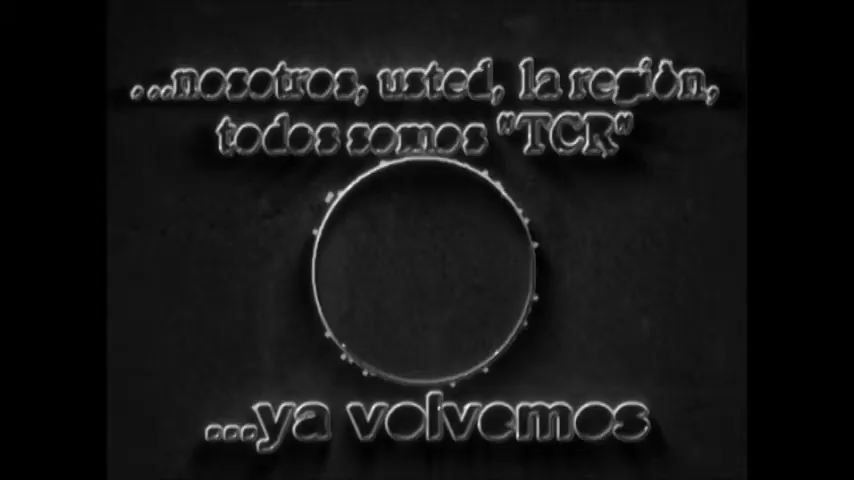 ...nosotros, usted, la región,
todos somos "TCR"
...ya volvemos